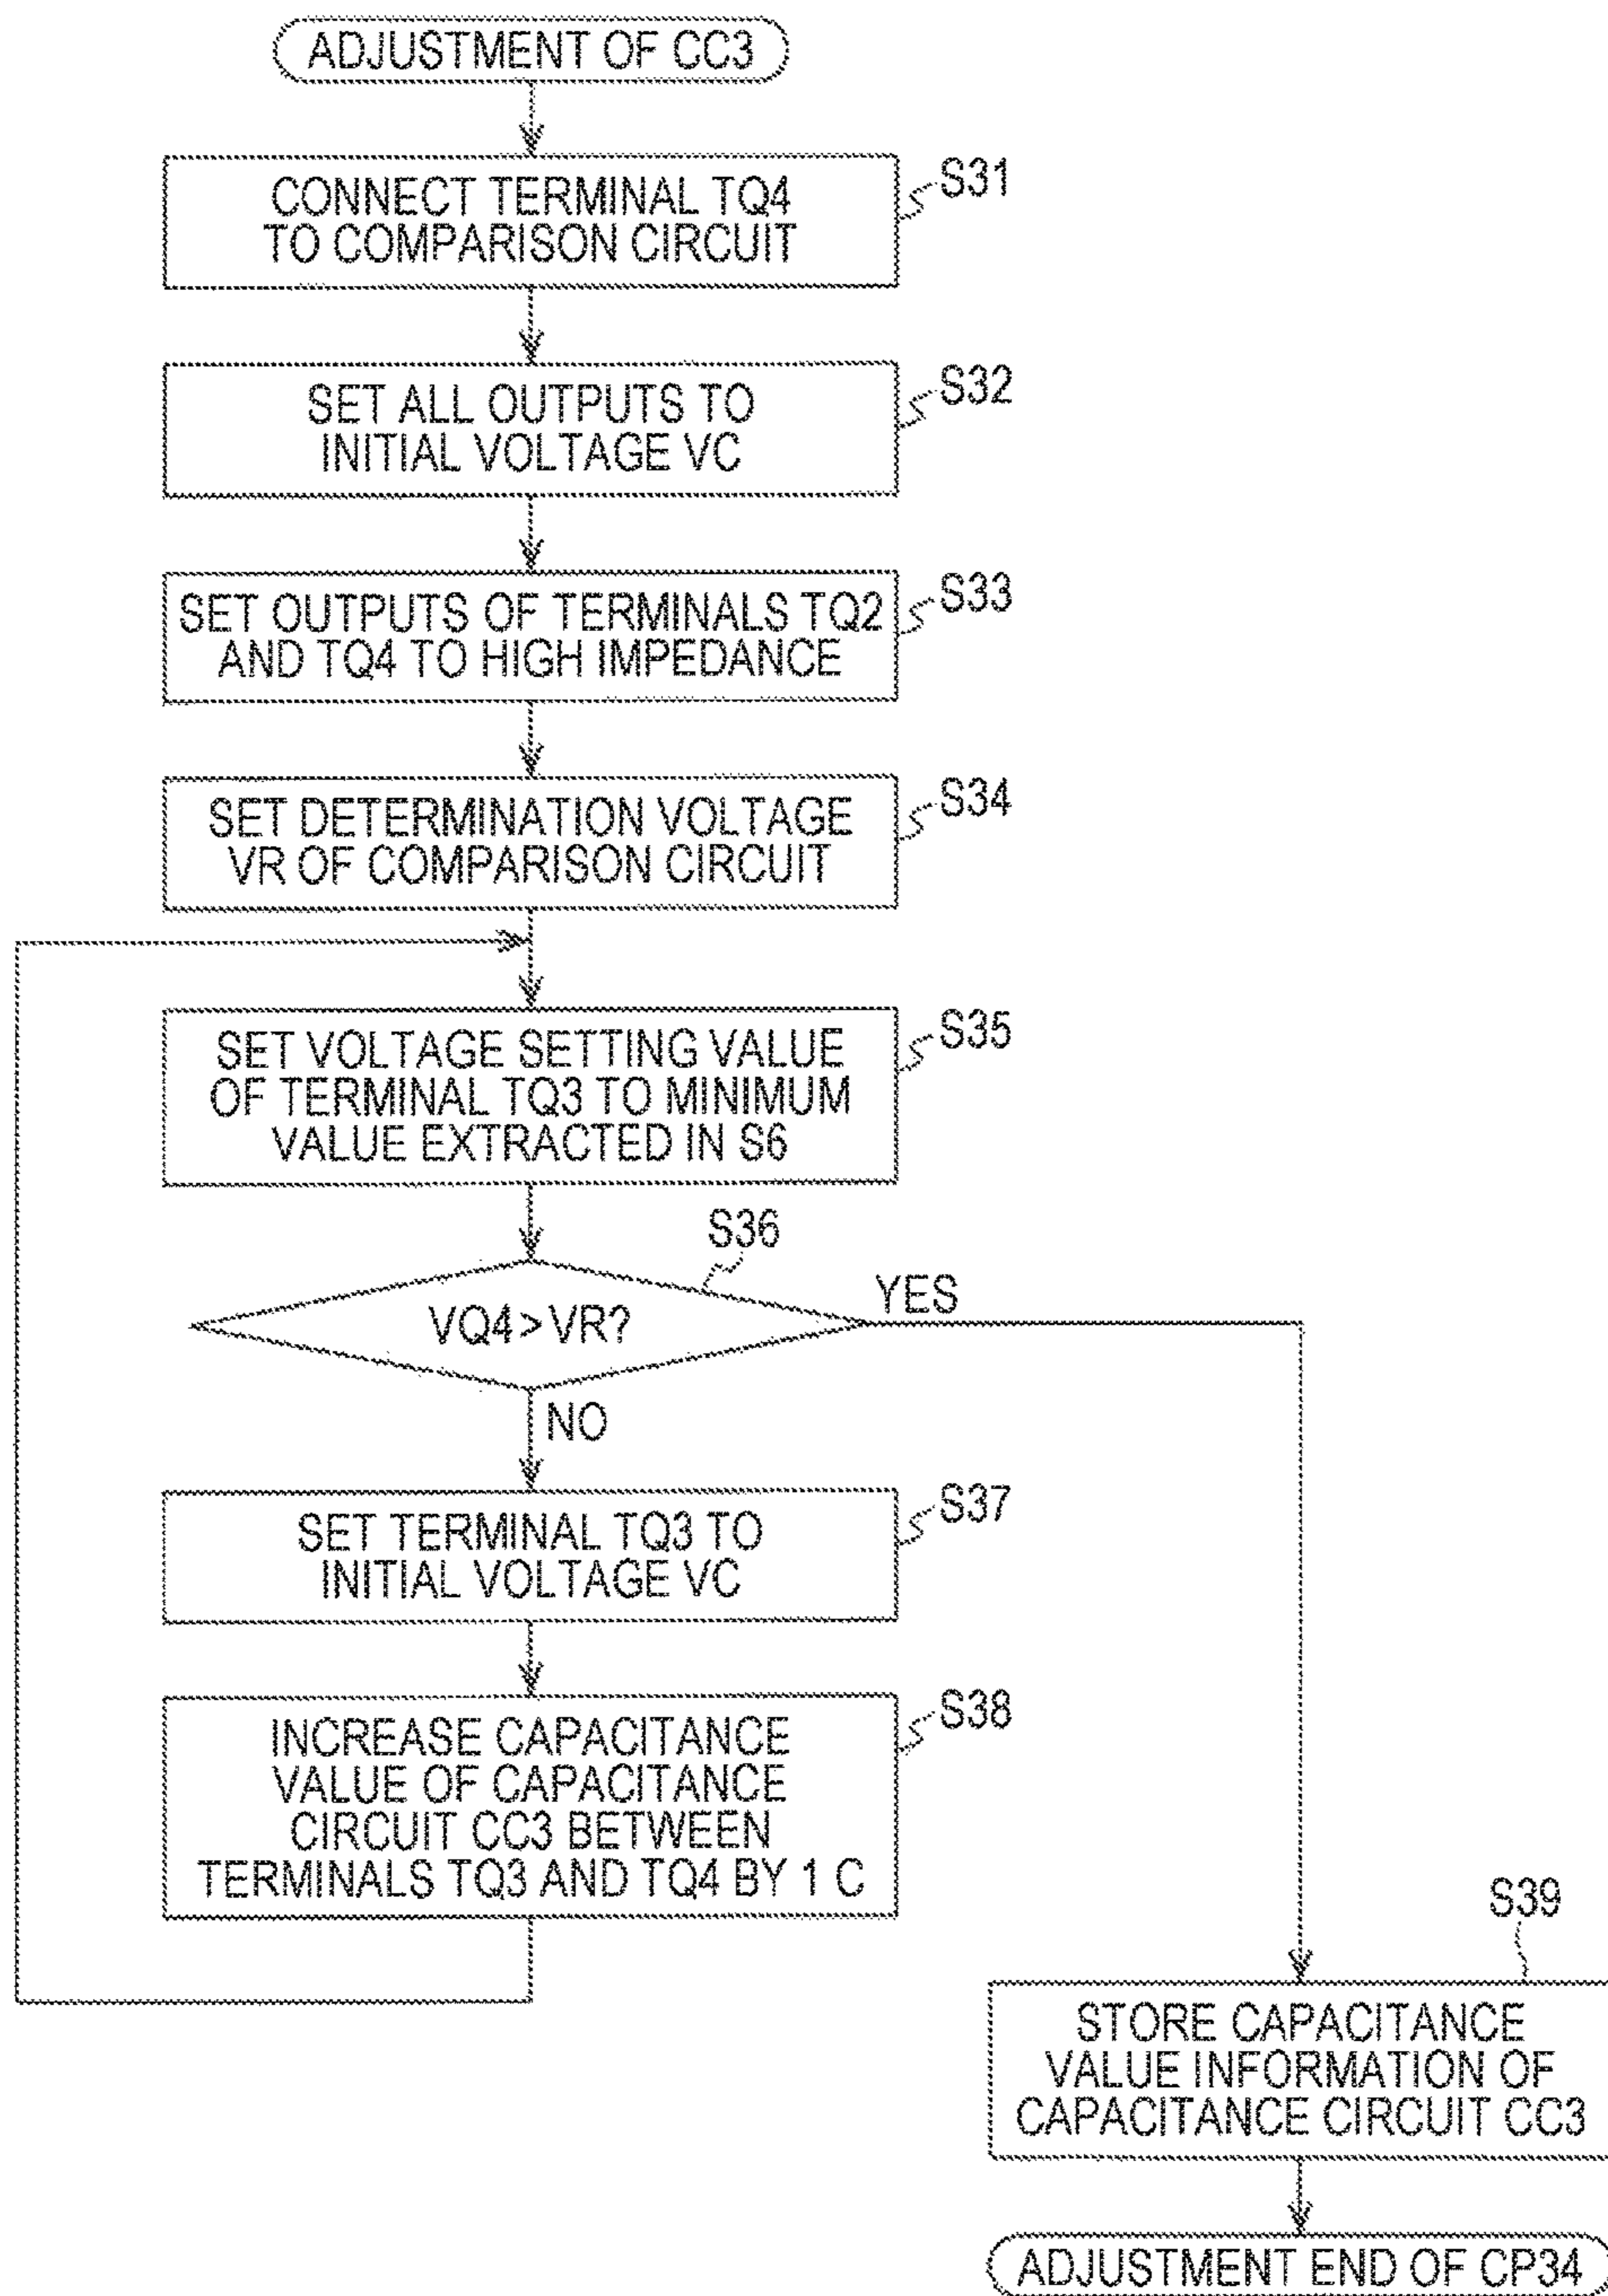 ADJUSTMENT OF CC3
CONNECT TERMINAL TQ4
TO COMPARISON CIRCUIT
S31
SET ALL OUTPUTS TO
INITIAL VOLTAGE VC
S32
SET OUTPUTS OF TERMINALS TQ2
AND TQ4 TO HIGH IMPEDANCE
S33
SET DETERMINATION VOLTAGE
VR OF COMPARISON CIRCUIT
S34
SET VOLTAGE SETTING VALUE
OF TERMINAL TQ3 TO MINIMUM
VALUE EXTRACTED IN S6
S35
S36
VQ4>VR?
YES
NO
SET TERMINAL TQ3 TO
INITIAL VOLTAGE VC
S37
INCREASE CAPACITANCE
VALUE OF CAPACITANCE
CIRCUIT CC3 BETWEEN
TERMINALS TQ3 AND TQ4 BY 1 C
S38
S39
STORE CAPACITANCE
VALUE INFORMATION OF
CAPACITANCE CIRCUIT CC3
ADJUSTMENT END OF CP34